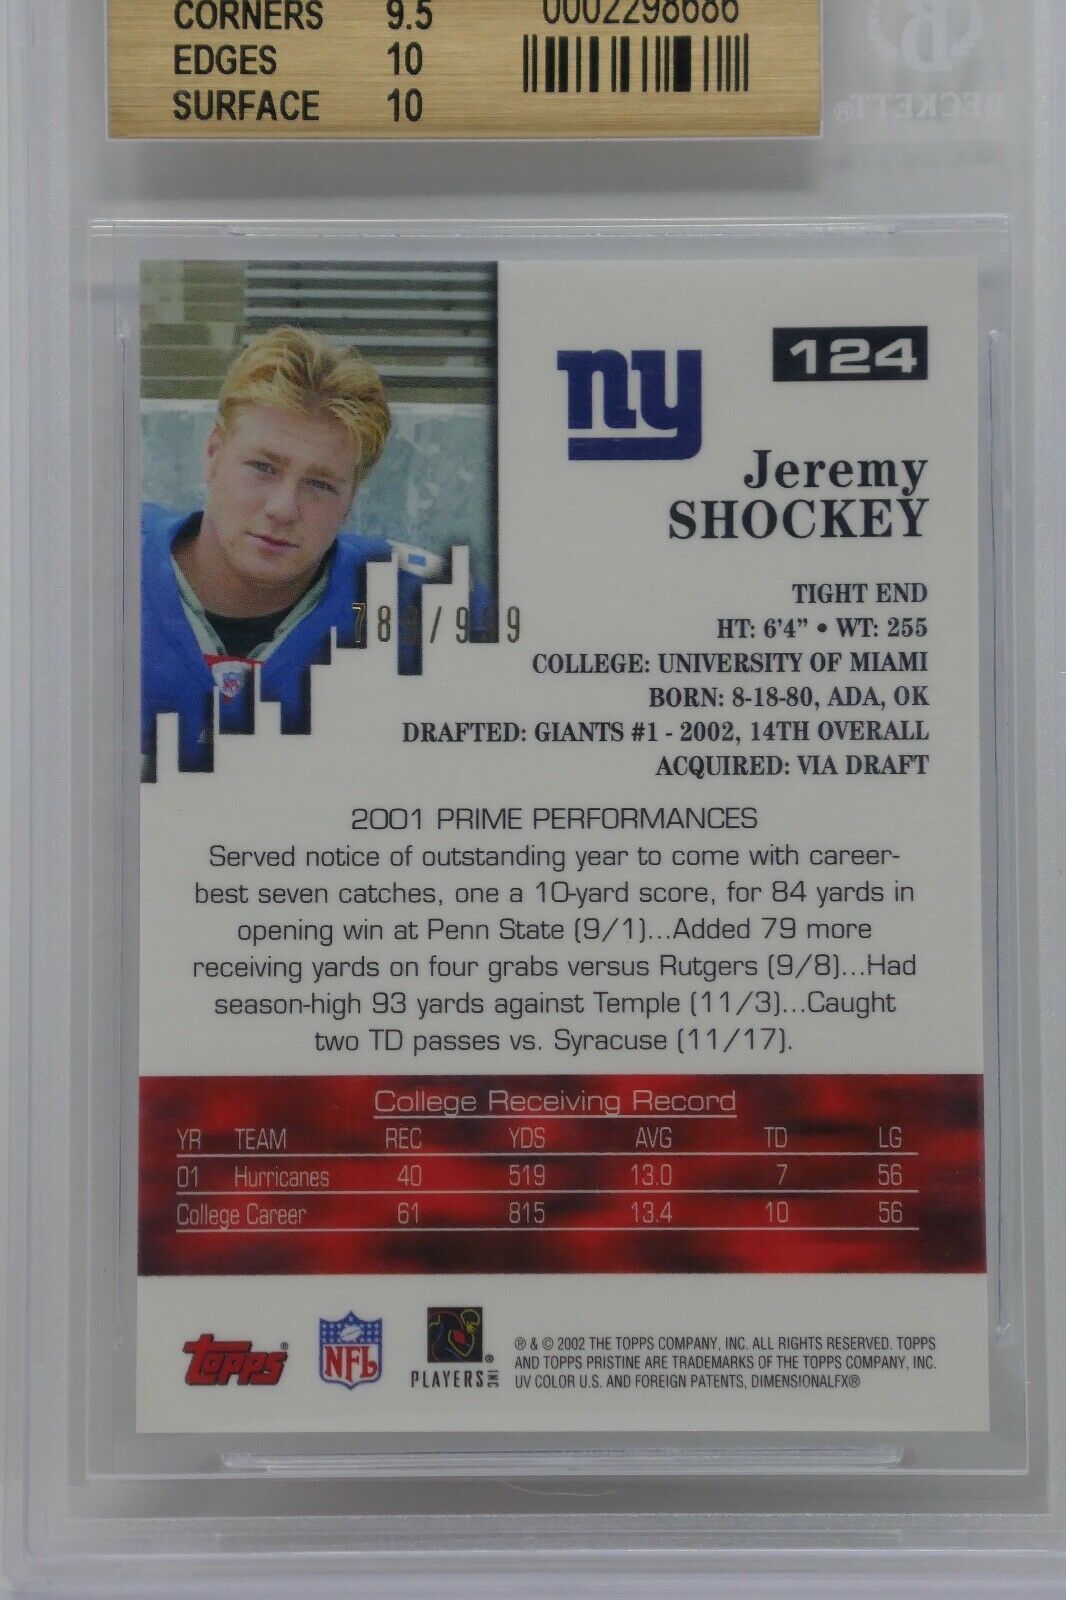 CORNERS 9.5
0002298686
EDGES 10
SURFACE 10
BECKETT®
ny
124
Jeremy
SHOCKEY
TIGHT END
HT: 6'4" • WT: 255
COLLEGE: UNIVERSITY OF MIAMI
BORN: 8-18-80, ADA, OK
DRAFTED: GIANTS #1 - 2002, 14TH OVERALL
ACQUIRED: VIA DRAFT
2001 PRIME PERFORMANCES
Served notice of outstanding year to come with career-
best seven catches, one a 10-yard score, for 84 yards in
opening win at Penn State (9/1)...Added 79 more
receiving yards on four grabs versus Rutgers (9/8)...Had
season-high 93 yards against Temple (11/3)...Caught
two TD passes vs. Syracuse (11/17).
College Receiving Record
YR TEAM REC YDS AVG TD LG
01 Hurricanes 40 519 13.0 7 56
College Career 61 815 13.4 10 56
topps®
NFL
PLAYERS INC ®
® & © 2002 THE TOPPS COMPANY, INC. ALL RIGHTS RESERVED. TOPPS
AND TOPPS PRISTINE ARE TRADEMARKS OF THE TOPPS COMPANY, INC.
UV COLOR U.S. AND FOREIGN PATENTS, DIMENSIONALFX®